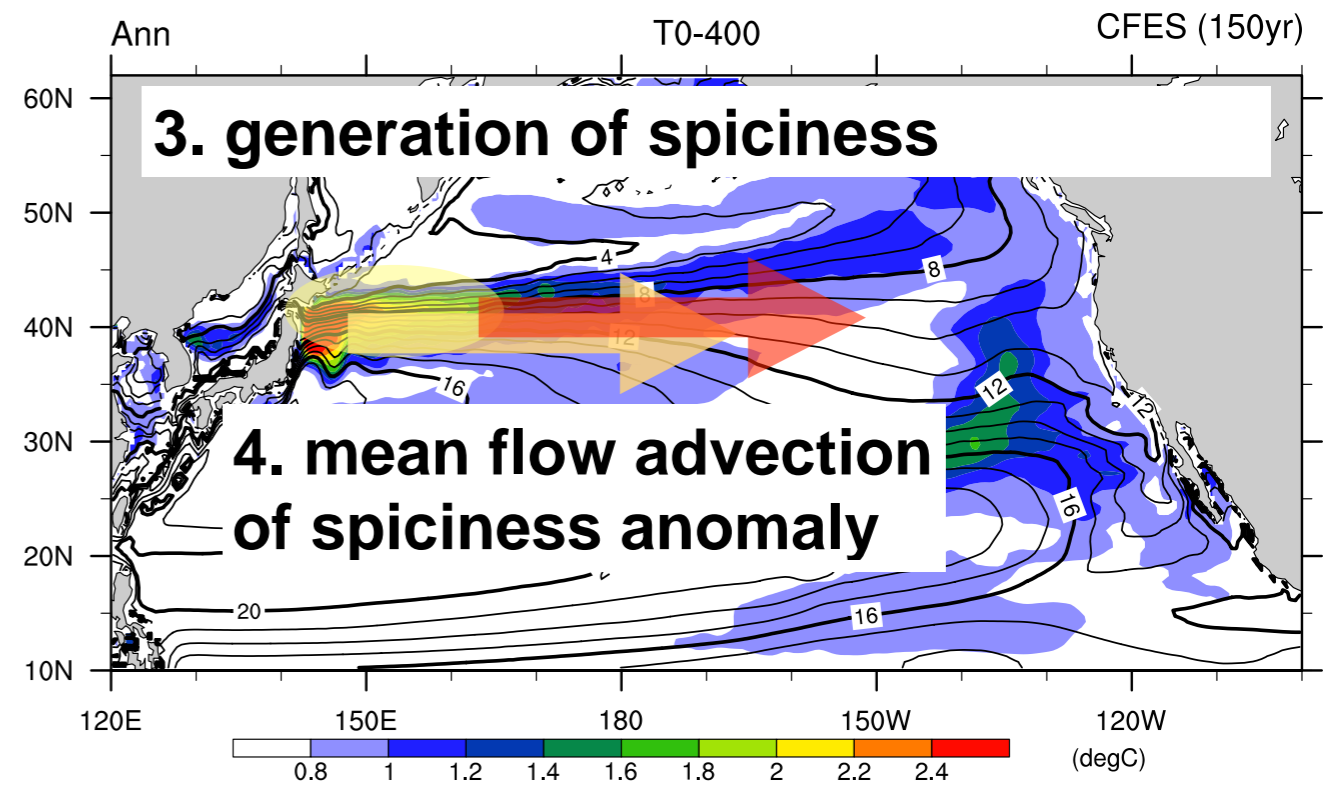 Ann T0-400 CFES (150yr)
60N
3. generation of spiciness
50N
4
8
8
40N
12
16
12
12
30N
4. mean flow advection
of spiciness anomaly
16
20N
20
16
10N
120E 150E 180 150W 120W
0.8 1 1.2 1.4 1.6 1.8 2 2.2 2.4 (degC)